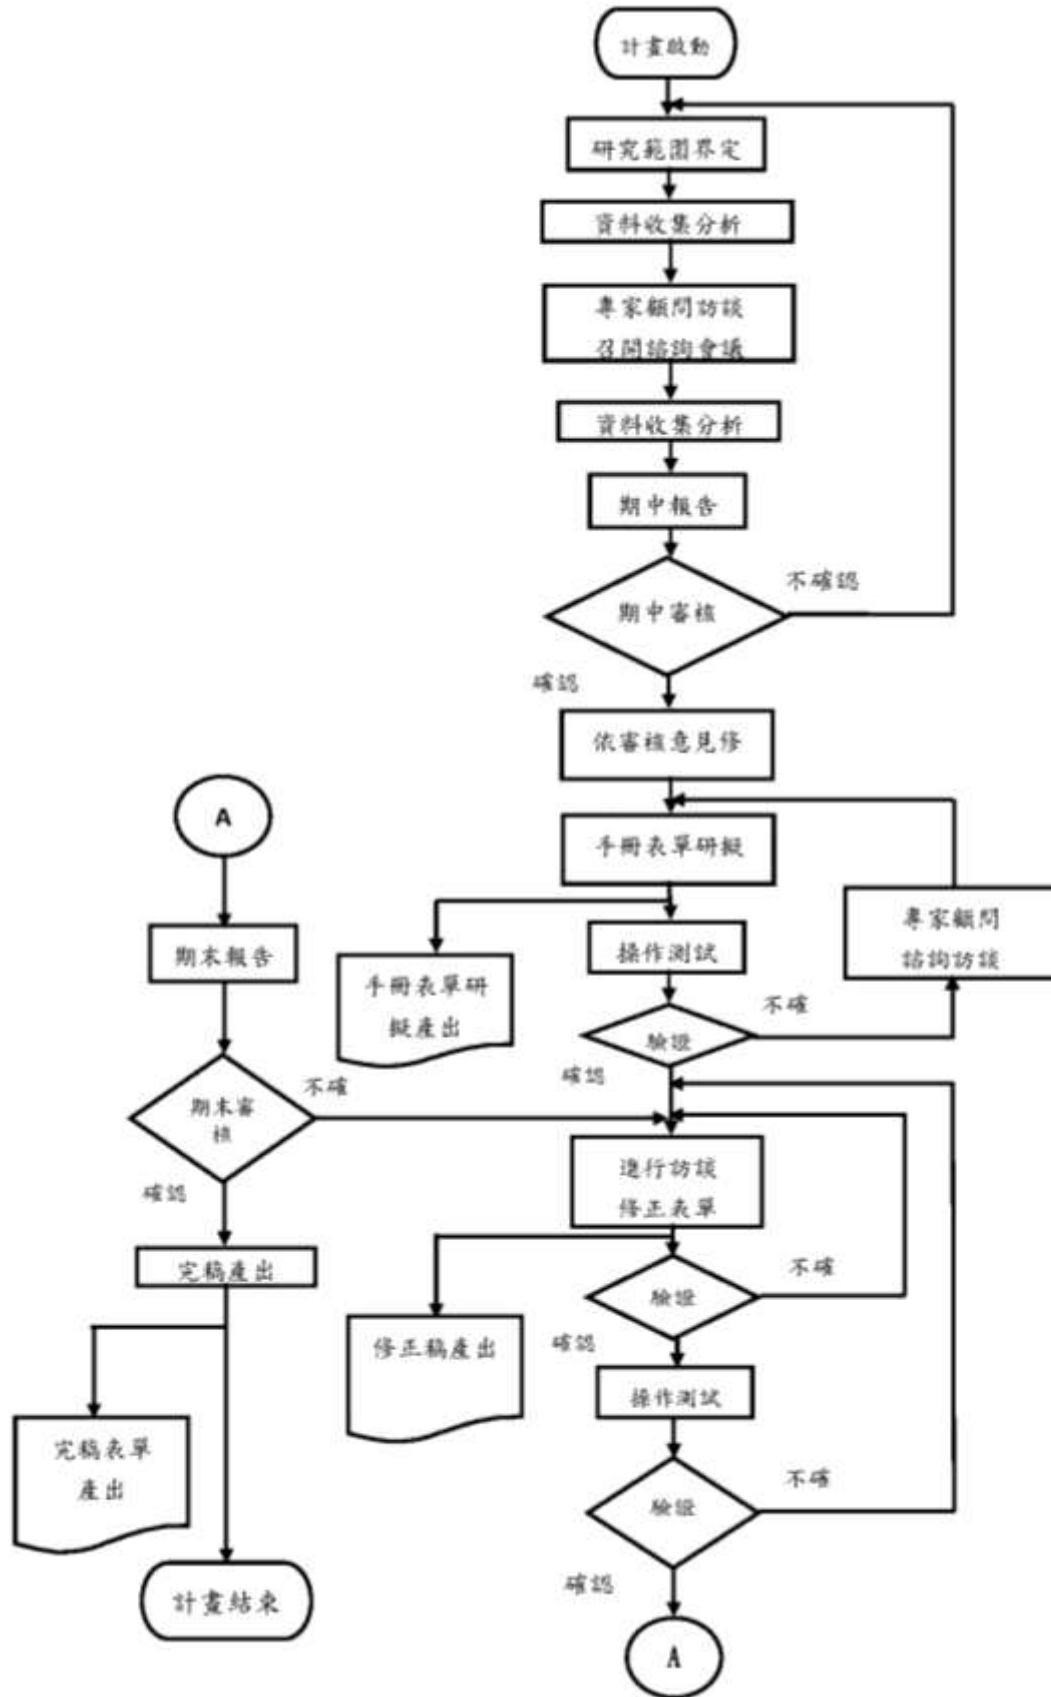 計畫啟動
研究範圍界定
資料收集分析
專家顧問訪談
召開諮詢會議
資料收集分析
期中報告
期中審核
不確認
確認
依審核意見修
手冊表單研擬
專家顧問
諮詢訪談
手冊表單研
擬產出
操作測試
驗證
不確
確認
進行訪談
修正表單
修正稿產出
驗證
不確
確認
操作測試
驗證
不確
確認
A
A
期末報告
期末審
核
不確
確認
完稿產出
完稿表單
產出
計畫結束